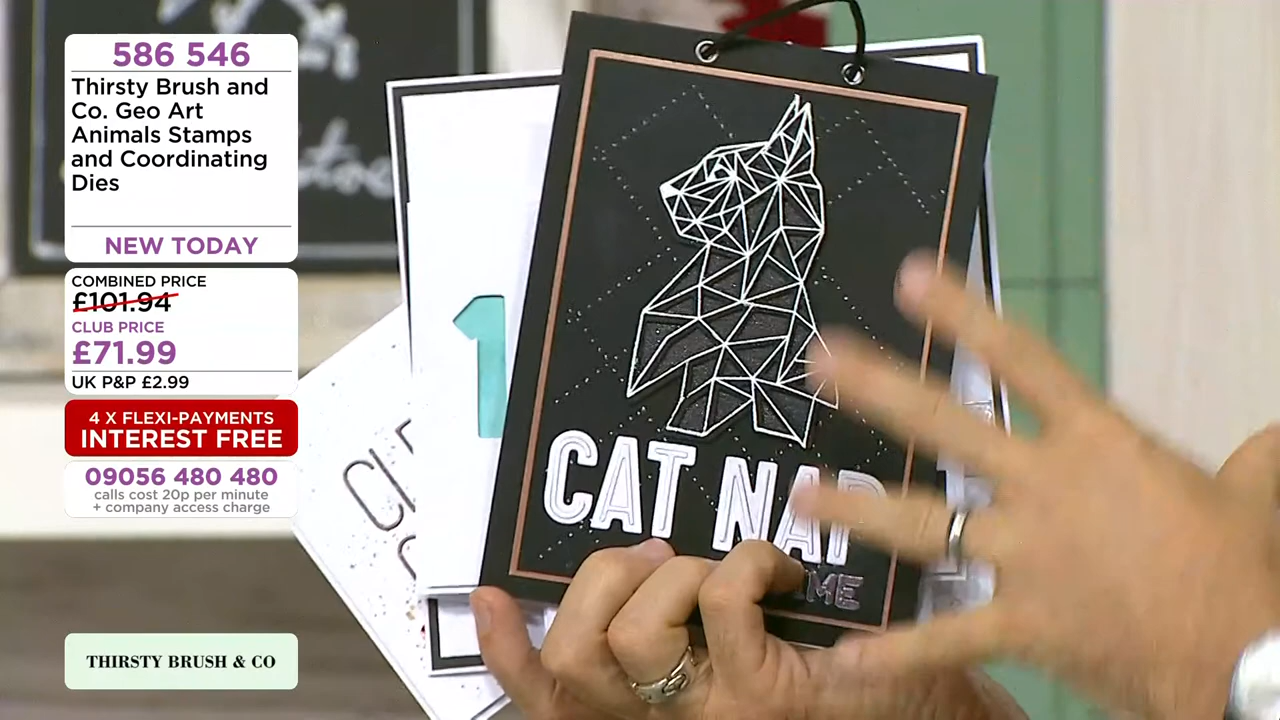 586 546
Thirsty Brush and
Co. Geo Art
Animals Stamps
and Coordinating
Dies
NEW TODAY
COMBINED PRICE
£101.94
CLUB PRICE
£71.99
UK P&P £2.99
4 X FLEXI-PAYMENTS
INTEREST FREE
09056 480 480
calls cost 20p per minute
+ company access charge
THIRSTY BRUSH & CO
1
CAT NAP